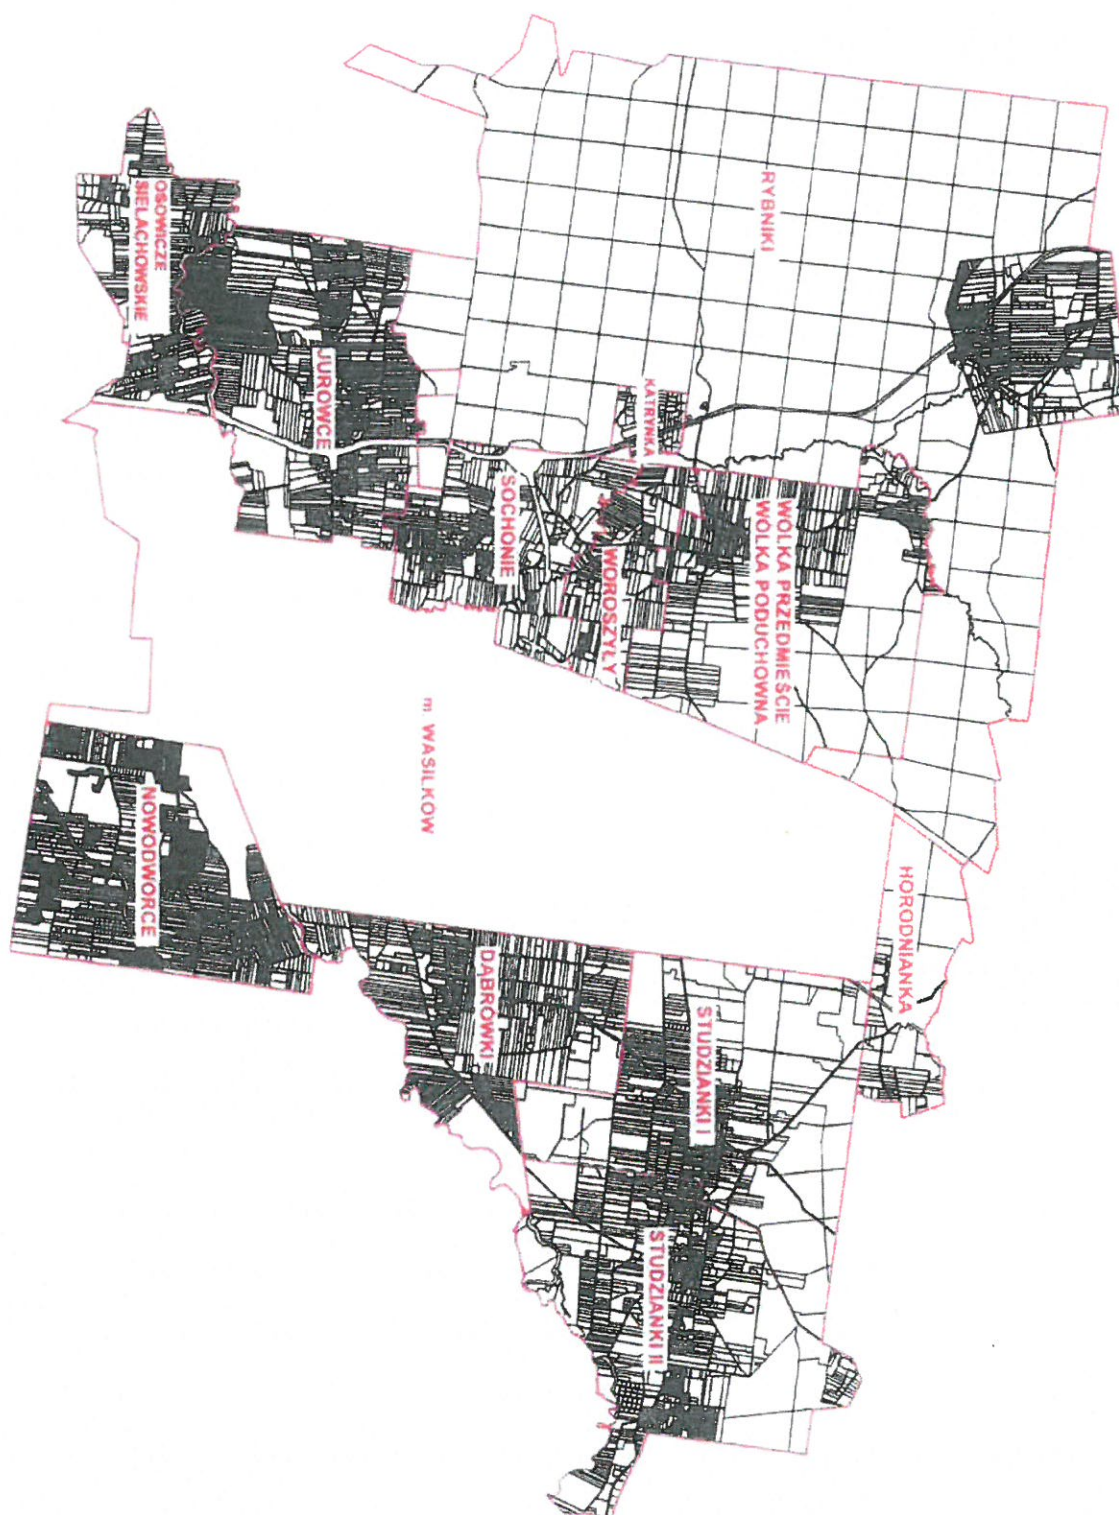 HORODNIANKA
RYBNIKI
WÓLKA PRZEDMIEŚCIE
WÓLKA PODUCHOWNA
STUDZIANKI I
KATRYNKA
STUDZIANKI II
WOROSZYŁY
SOCHONIE
DĄBRÓWKI
m. WASILKÓW
JUROWCE
OSOWICZE
SIELACHOWSKIE
NOWODWORCE